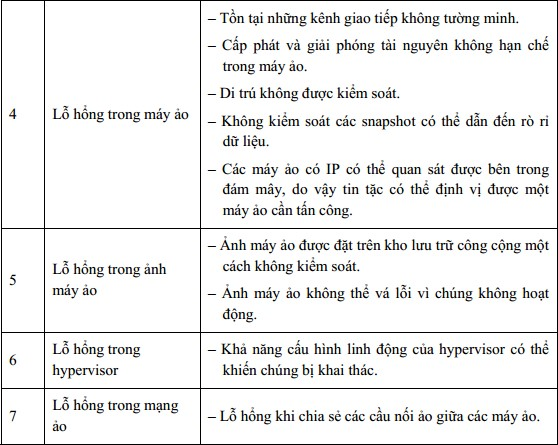 4
Lỗ hổng trong máy ảo
– Tồn tại những kênh giao tiếp không tường minh.
– Cấp phát và giải phóng tài nguyên không hạn chế
trong máy ảo.
– Di trú không được kiểm soát.
– Không kiểm soát các snapshot có thể dẫn đến rò rỉ
dữ liệu.
– Các máy ảo có IP có thể quan sát được bên trong
đám mây, do vậy tin tặc có thể định vị được một
máy ảo cần tấn công.
5
Lỗ hổng trong ảnh
máy ảo
– Ảnh máy ảo được đặt trên kho lưu trữ công cộng một
cách không kiểm soát.
– Ảnh máy ảo không thể vá lỗi vì chúng không hoạt
động.
6
Lỗ hổng trong
hypervisor
– Khả năng cấu hình linh động của hypervisor có thể
khiến chúng bị khai thác.
7
Lỗ hổng trong mạng
ảo
– Lỗ hổng khi chia sẻ các cầu nối ảo giữa các máy ảo.